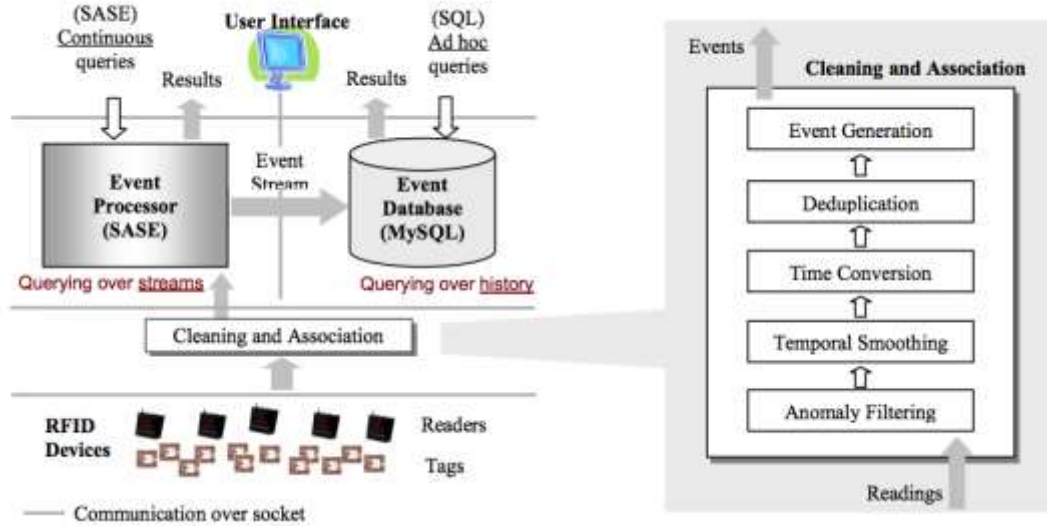 (SASE)
Continuous
queries
User Interface
(SQL)
Ad hoc
queries
Results
Results
Event
Processor
(SASE)
Event
Stream
Event
Database
(MySQL)
Querying over streams
Querying over history
Cleaning and Association
RFID
Devices
Readers
Tags
Communication over socket
Events
Cleaning and Association
Event Generation
Deduplication
Time Conversion
Temporal Smoothing
Anomaly Filtering
Readings